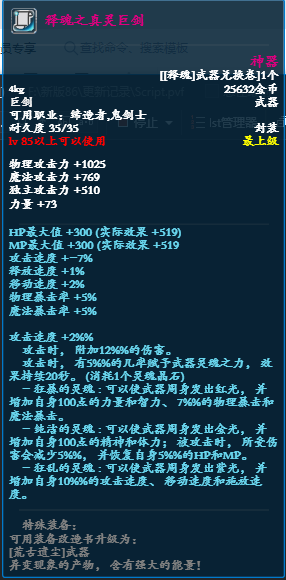 释魂之真灵巨剑
神器
[[释魂]武器兑换卷]1个
4kg
25632金币
巨剑
武器
可用职业：缔造者,鬼剑士
耐久度 35/35
封装
lv 85以上可以使用
最上级
物理攻击力 +1025
魔法攻击力 +769
独立攻击力 +510
力量 +73
HP最大值 +300 (实际效果 +519)
MP最大值 +300 (实际效果 +519
攻击速度 +-7%
释放速度 +1%
移动速度 +2%
物理暴击率 +5%
魔法暴击率 +5%
攻击速度 +2%%
攻击时，附加12%%的伤害。
攻击时，有5%%的几率赋予武器灵魂之力，效
果持续20秒。(消耗1个灵魂晶石)
－狂暴的灵魂：可以使武器周身发出红光，并
增加自身100点的力量和智力、7%%的物理暴击和
魔法暴击。
－纯洁的灵魂：可以使武器周身发出金光，并
增加自身100点的精神和体力；被攻击时，所受伤
害会减少5%%，并恢复自身5%%的HP和MP。
－狂乱的灵魂：可以使武器周身发出紫光，并
增加自身10%%的攻击速度、移动速度和施放速
度。
特殊装备：
可用装备改造书升级为：
[荒古遗尘]武器
异变现象的产物，含有强大的能量！